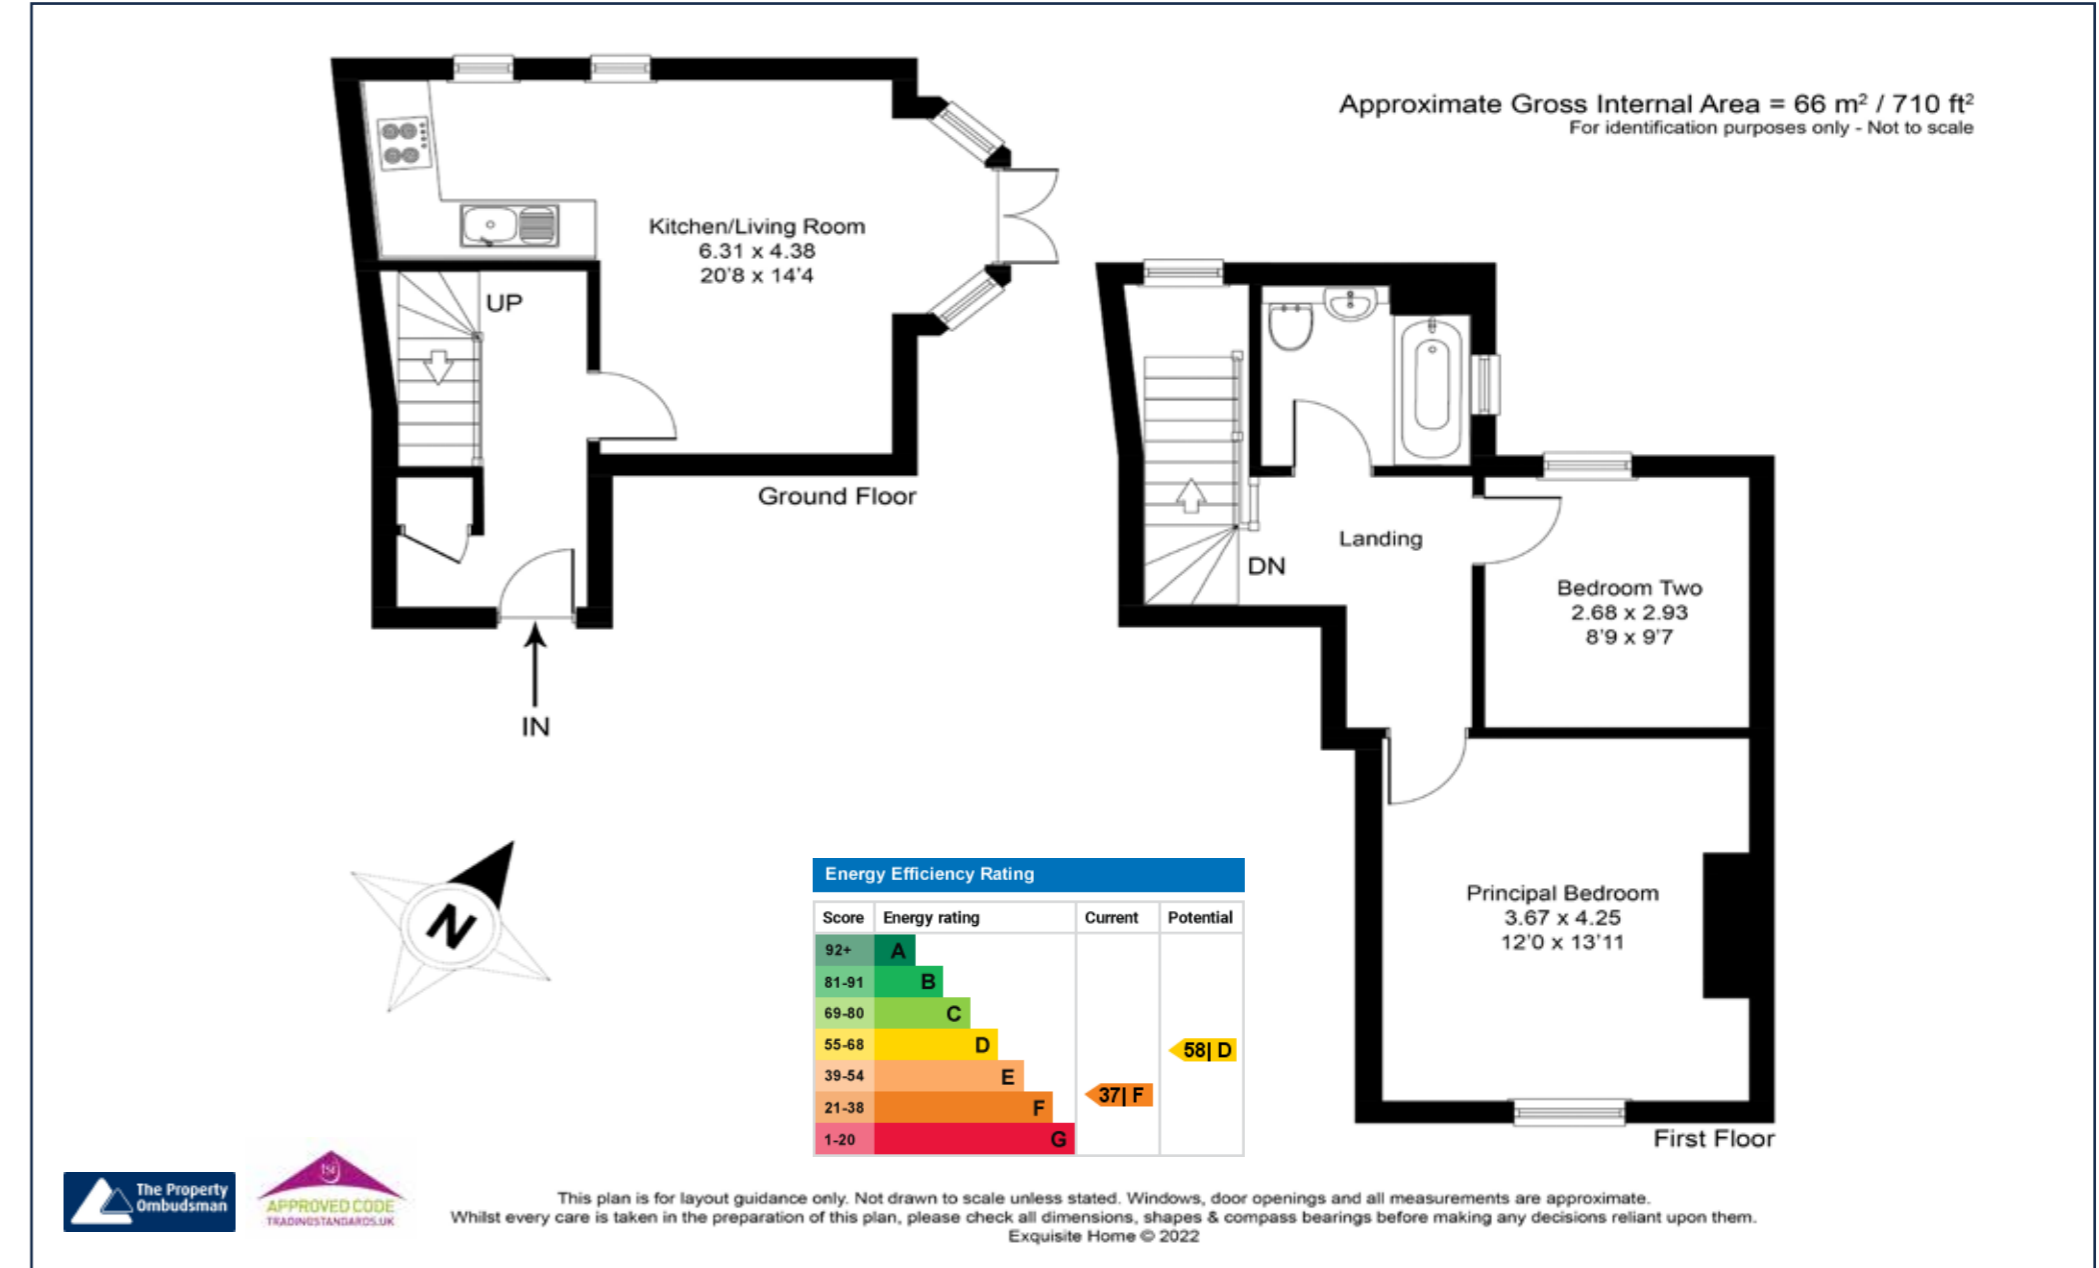 Approximate Gross Internal Area = 66 m² / 710 ft²
For identification purposes only - Not to scale
Kitchen/Living Room
6.31 x 4.38
20'8 x 14'4
UP
Ground Floor
IN
Landing
DN
Bedroom Two
2.68 x 2.93
8'9 x 9'7
Principal Bedroom
3.67 x 4.25
12'0 x 13'11
First Floor
N
Energy Efficiency Rating
Score Energy rating Current Potential
92+ A
81-91 B
69-80 C
55-68 D 58| D
39-54 E
21-38 F 37| F
1-20 G
The Property
Ombudsman
tsi
APPROVED CODE
TRADINGSTANDARDS.UK
This plan is for layout guidance only. Not drawn to scale unless stated. Windows, door openings and all measurements are approximate.
Whilst every care is taken in the preparation of this plan, please check all dimensions, shapes & compass bearings before making any decisions reliant upon them.
Exquisite Home © 2022